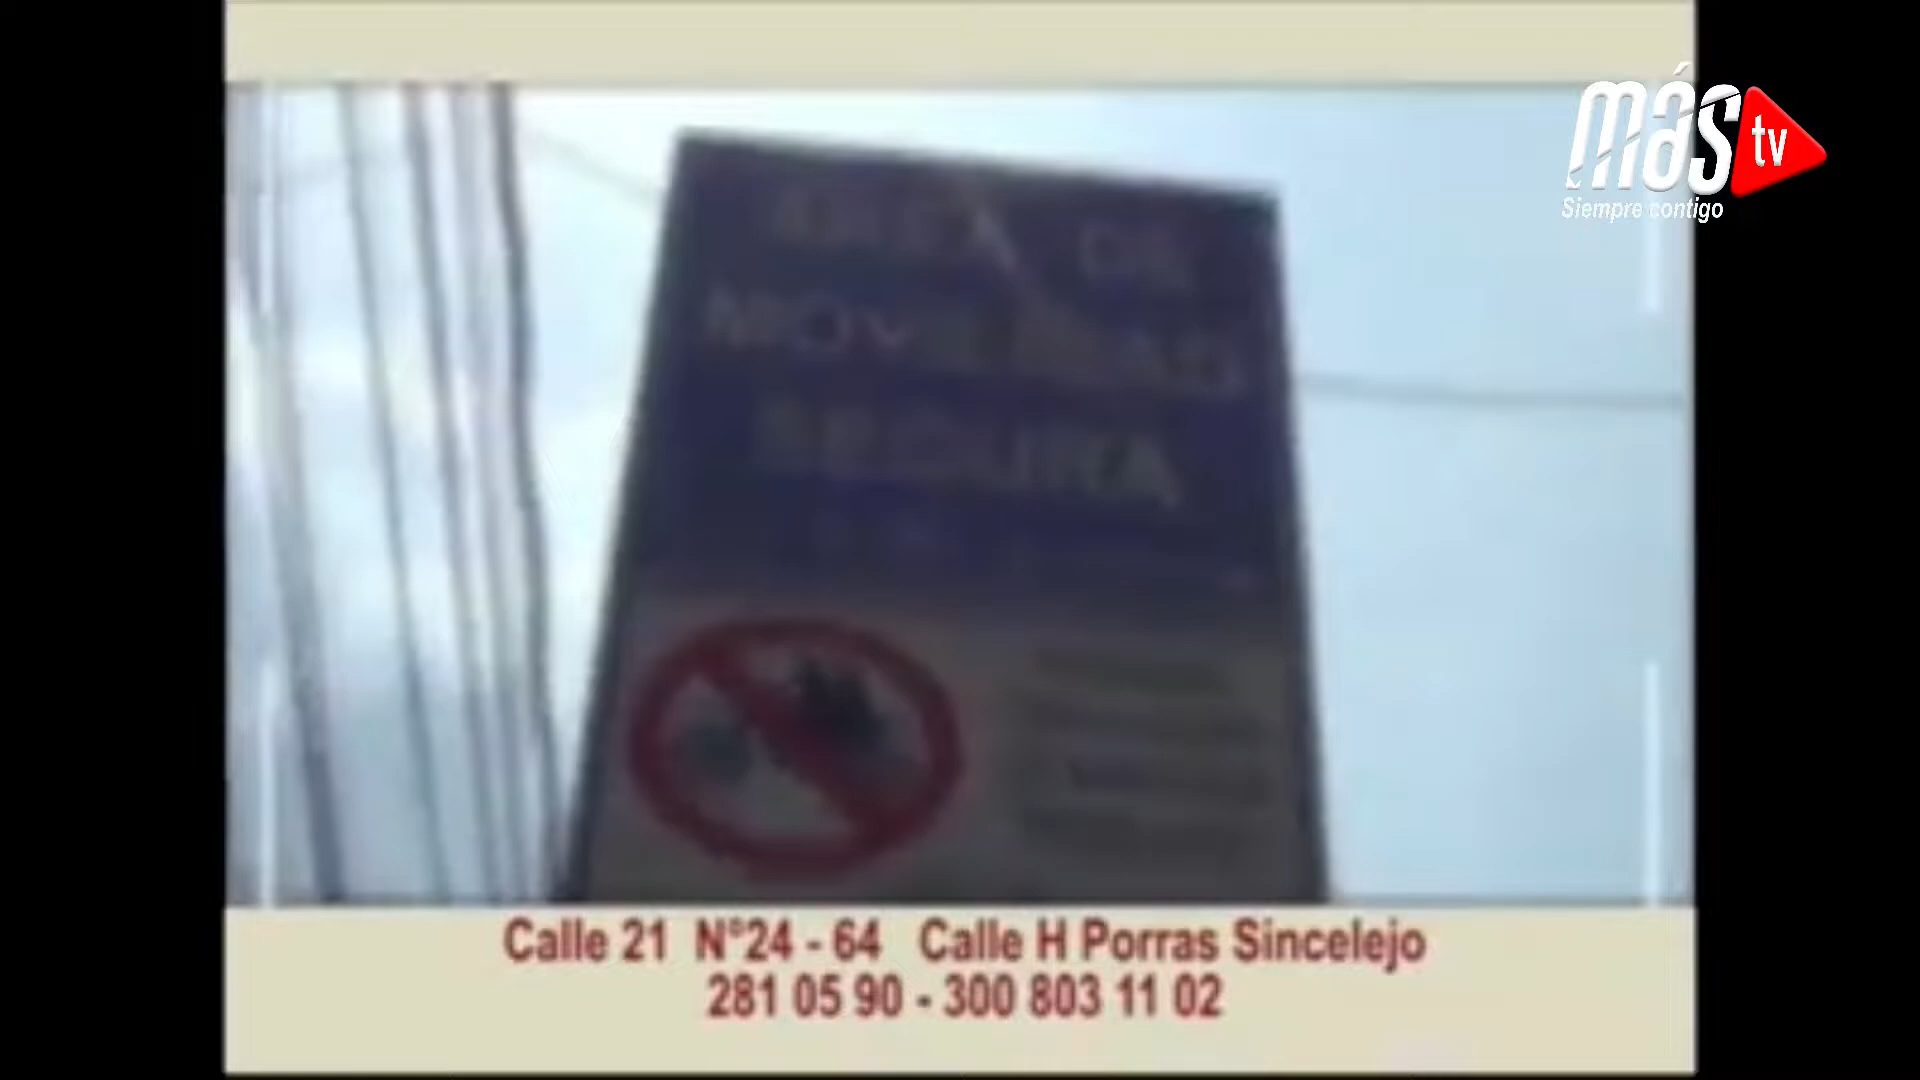 más tv
Siempre contigo
ÁREA DE
MOVILIDAD
SEGURA
Calle 21 N°24 - 64 Calle H Porras Sincelejo
281 05 90 - 300 803 11 02